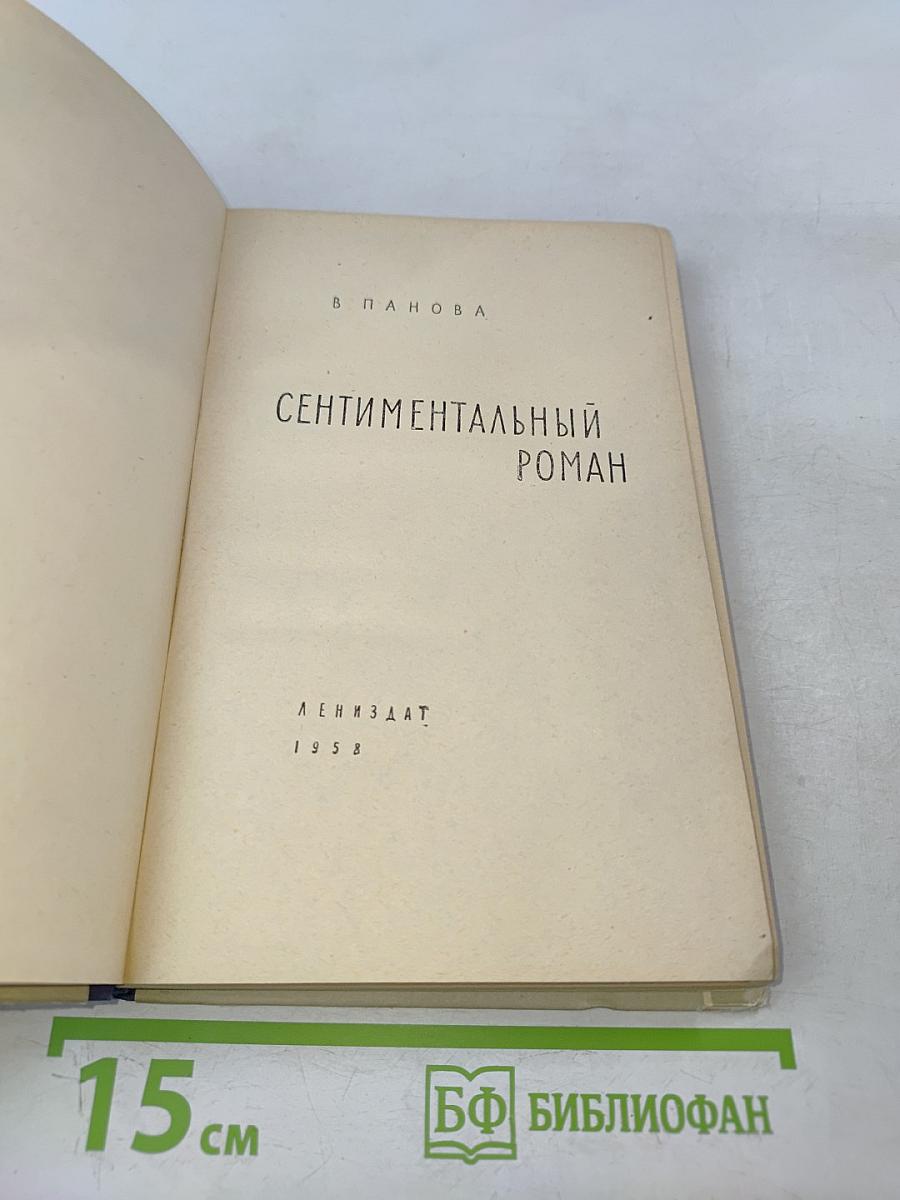 В ПАНОВА
СЕНТИМЕНТАЛЬНЫЙ
РОМАН
ЛЕНИЗДАТ
1958
15 см
БФ БИБЛИОФАН